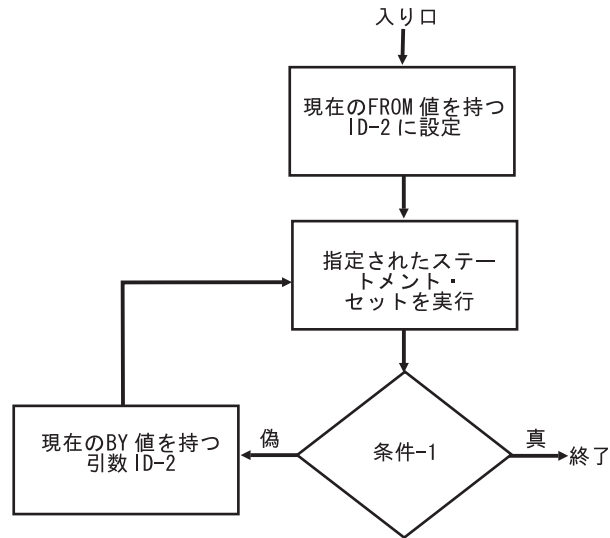 入り口
現在のFROM 値を持つ
ID-2 に設定
指定されたステー
トメント・
セットを実行
条件-1
偽
真
終了
現在のBY 値を持つ
引数 ID-2